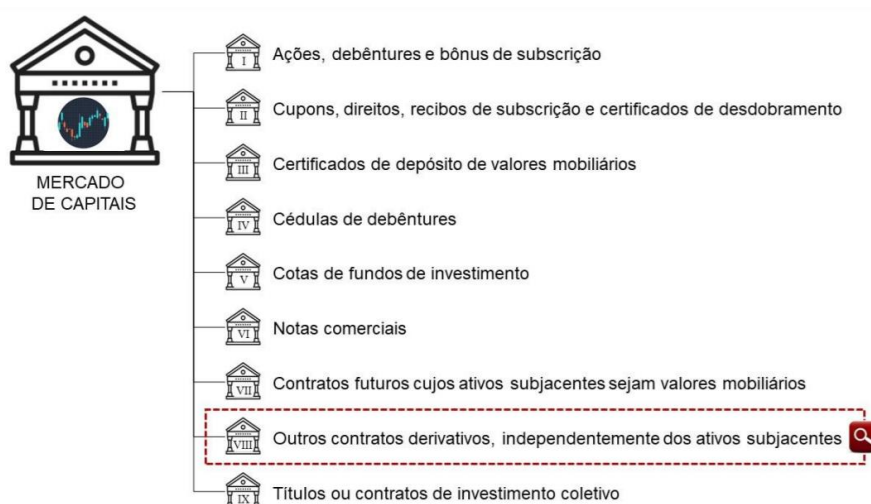 MERCADO
DE CAPITAIS
I Ações, debêntures e bônus de subscrição
II Cupons, direitos, recibos de subscrição e certificados de desdobramento
III Certificados de depósito de valores mobiliários
IV Cédulas de debêntures
V Cotas de fundos de investimento
VI Notas comerciais
VII Contratos futuros cujos ativos subjacentes sejam valores mobiliários
VIII Outros contratos derivativos, independentemente dos ativos subjacentes
IX Títulos ou contratos de investimento coletivo